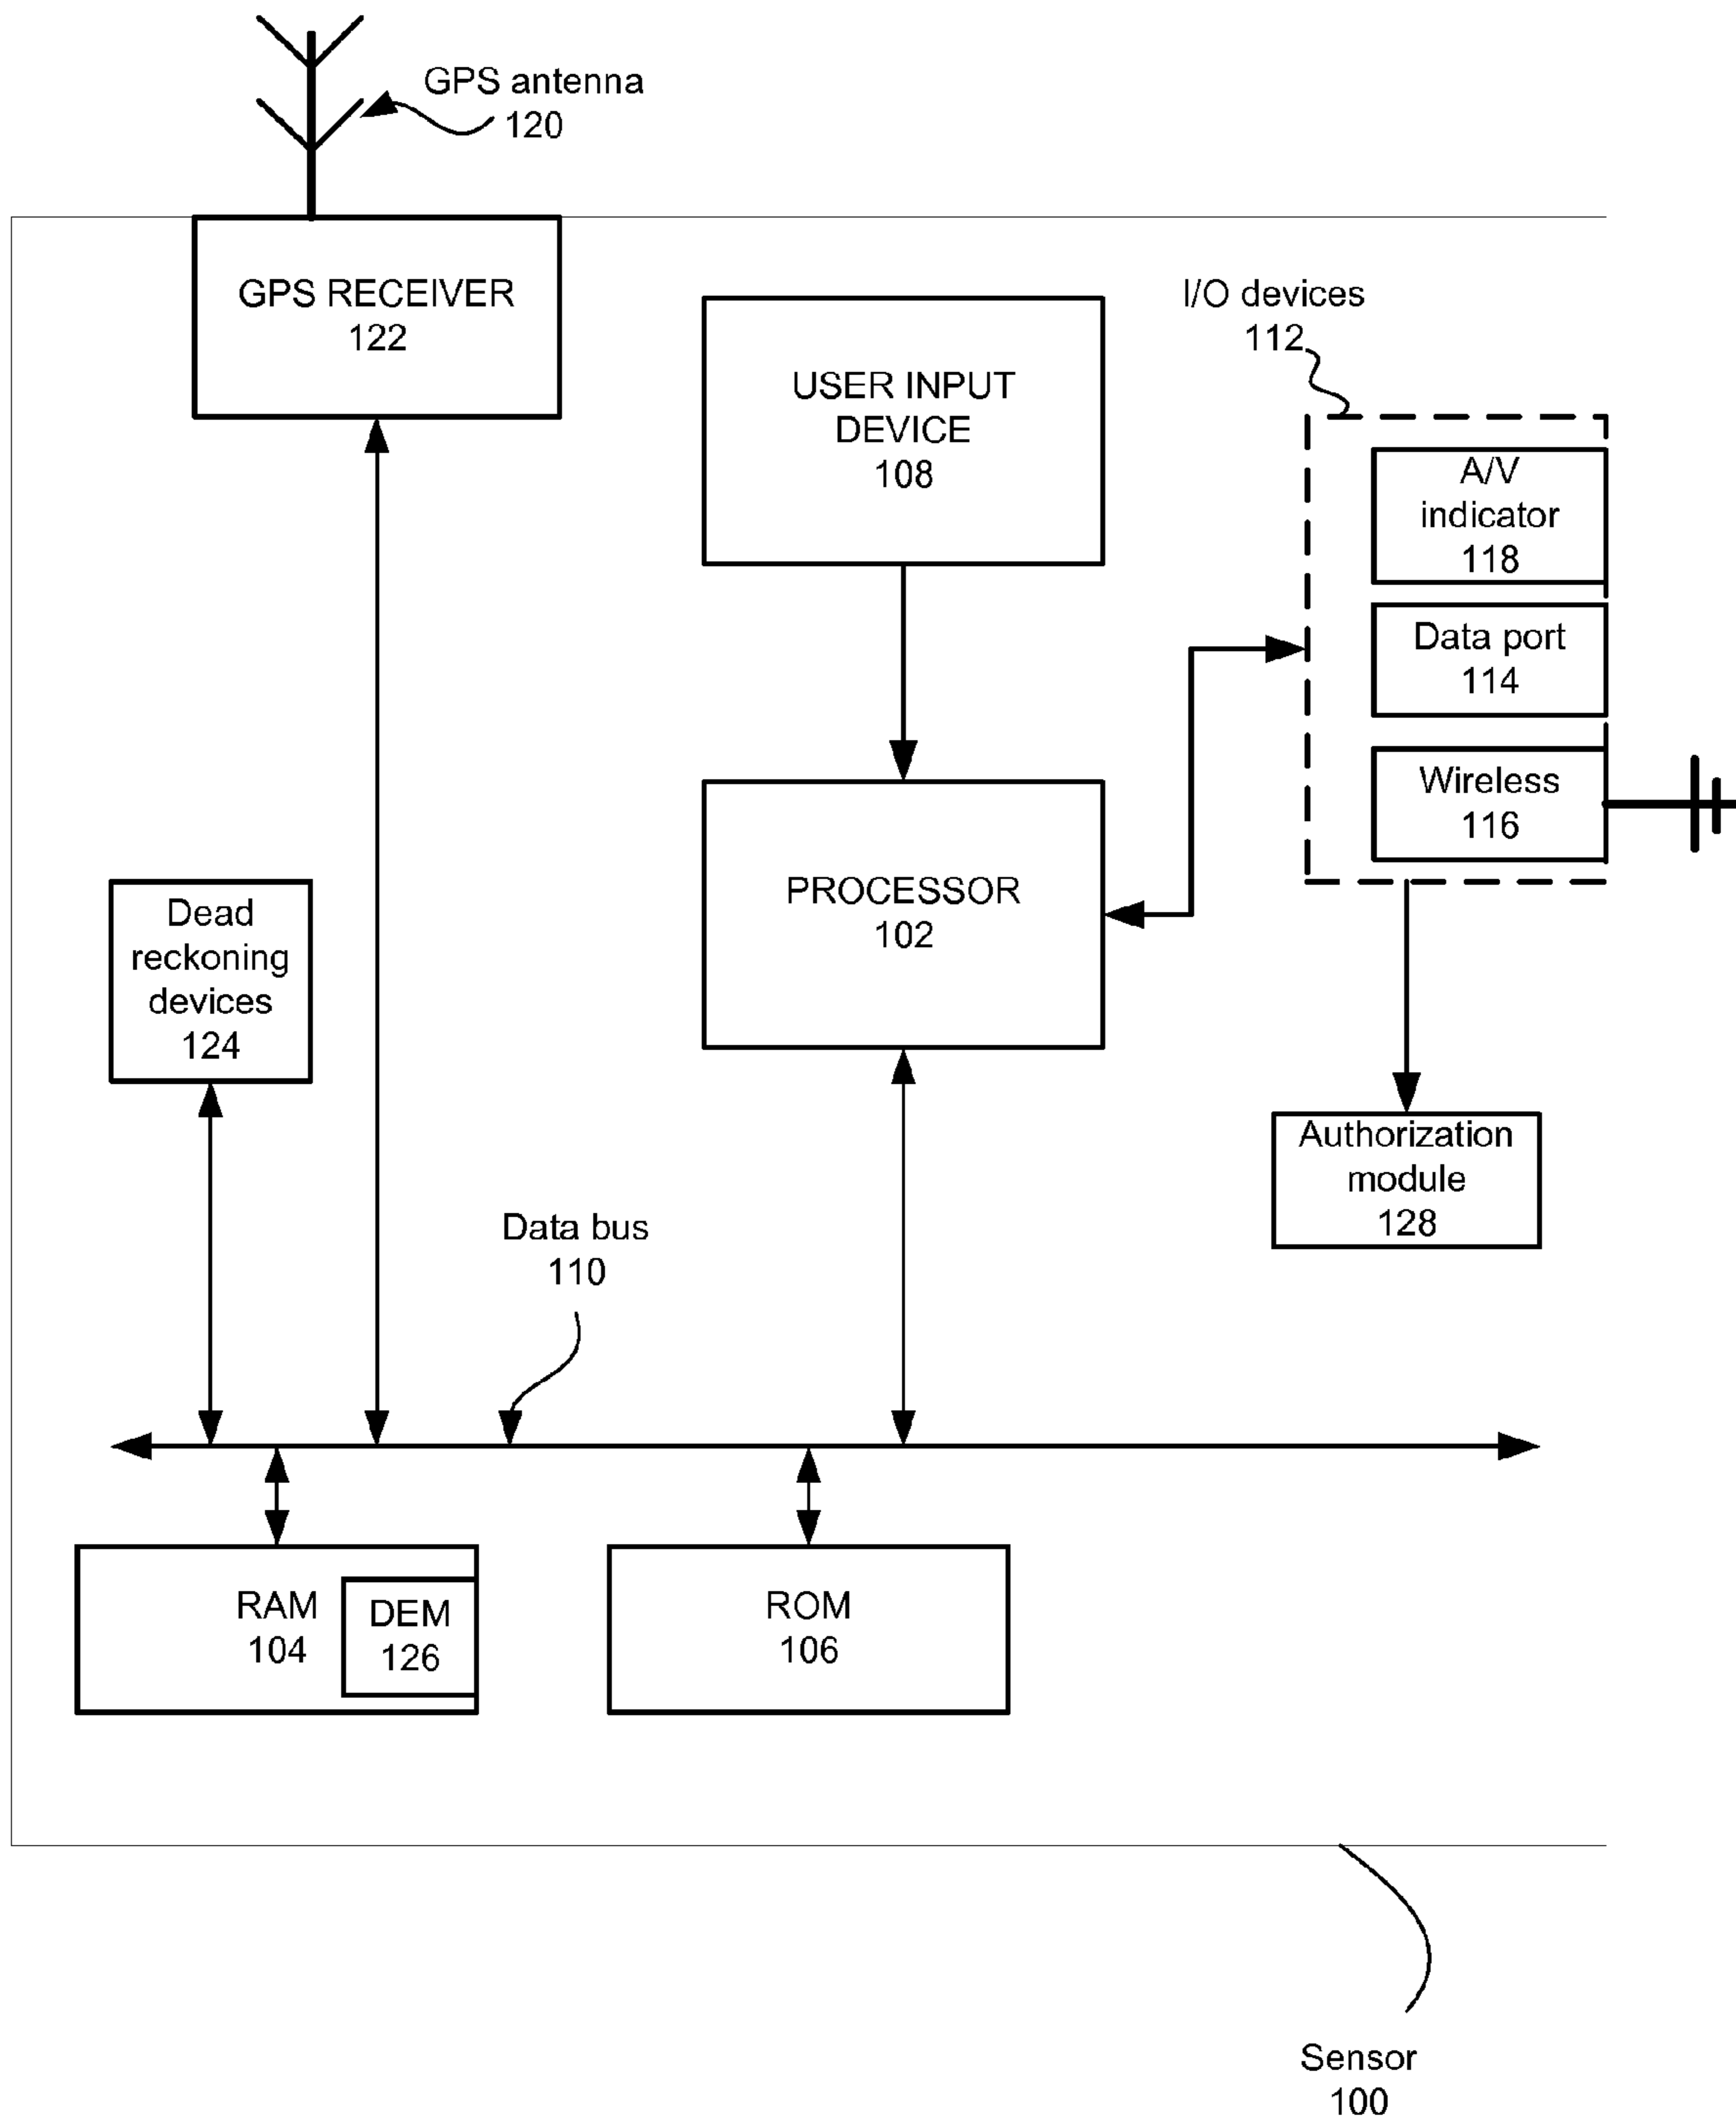 GPS antenna
120
GPS RECEIVER
122
USER INPUT
DEVICE
108
I/O devices
112
A/V
indicator
118
Data port
114
Wireless
116
PROCESSOR
102
Dead
reckoning
devices
124
Authorization
module
128
Data bus
110
RAM
104
DEM
126
ROM
106
Sensor
100